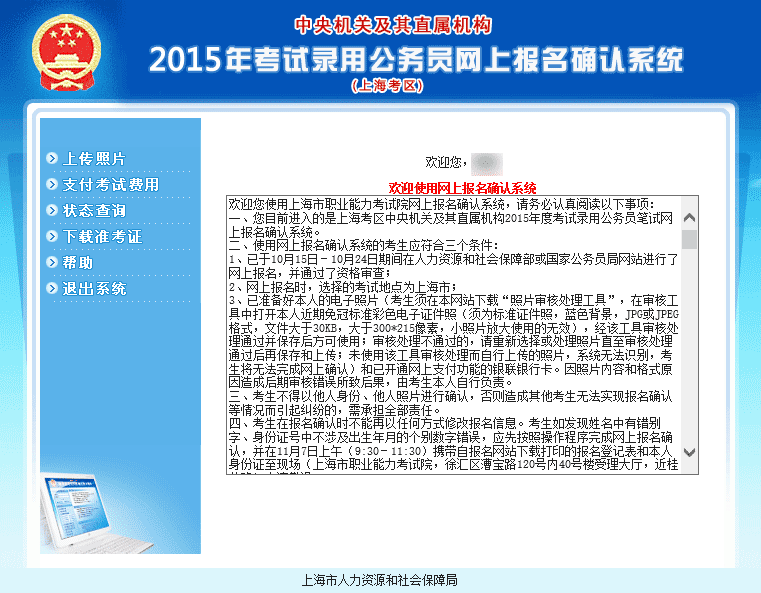 中央机关及其直属机构
2015年考试录用公务员网上报名确认系统
(上海考区)
上传照片
支付考试费用
状态查询
下载准考证
帮助
退出系统
欢迎您，
欢迎使用网上报名确认系统
欢迎您使用上海市职业能力考试院网上报名确认系统，请务必认真阅读以下事项：
一、您目前进入的是上海考区中央机关及其直属机构2015年度考试录用公务员笔试网
上报名确认系统。
二、使用网上报名确认系统的考生应符合三个条件：
1、已于10月15日－10月24日期间在人力资源和社会保障部或国家公务员局网站进行了
网上报名，并通过了资格审查；
2、网上报名时，选择的考试地点为上海市；
3、已准备好本人的电子照片（考生须在本网站下载“照片审核处理工具”，在审核工
具中打开本人近期免冠标准彩色电子证件照（须为标准证件照，蓝色背景，JPG或JPEG
格式，文件大于30KB，大于300*215像素，小照片放大使用的无效），经该工具审核处
理通过并保存后方可使用；审核处理不通过的，请重新选择或处理照片直至审核处理
通过后再保存和上传；未使用该工具审核处理而自行上传的照片，系统无法识别，考
生将无法完成网上确认）和已开通网上支付功能的银联银行卡。因照片内容和格式原
因造成后期审核错误所致后果，由考生本人自行负责。
三、考生不得以他人身份、他人照片进行确认，否则造成其他考生无法实现报名确认
等情况而引起纠纷的，需承担全部责任。
四、考生在报名确认时不能再以任何方式修改报名信息。考生如发现姓名中有错别
字、身份证号中不涉及出生年月的个别数字错误，应先按照操作程序完成网上报名确
认，并在11月7日上午（9:30－11:30）携带自报名网站下载打印的报名登记表和本人
身份证至现场（上海市职业能力考试院，徐汇区漕宝路120号内40号楼受理大厅，近桂
上海市人力资源和社会保障局